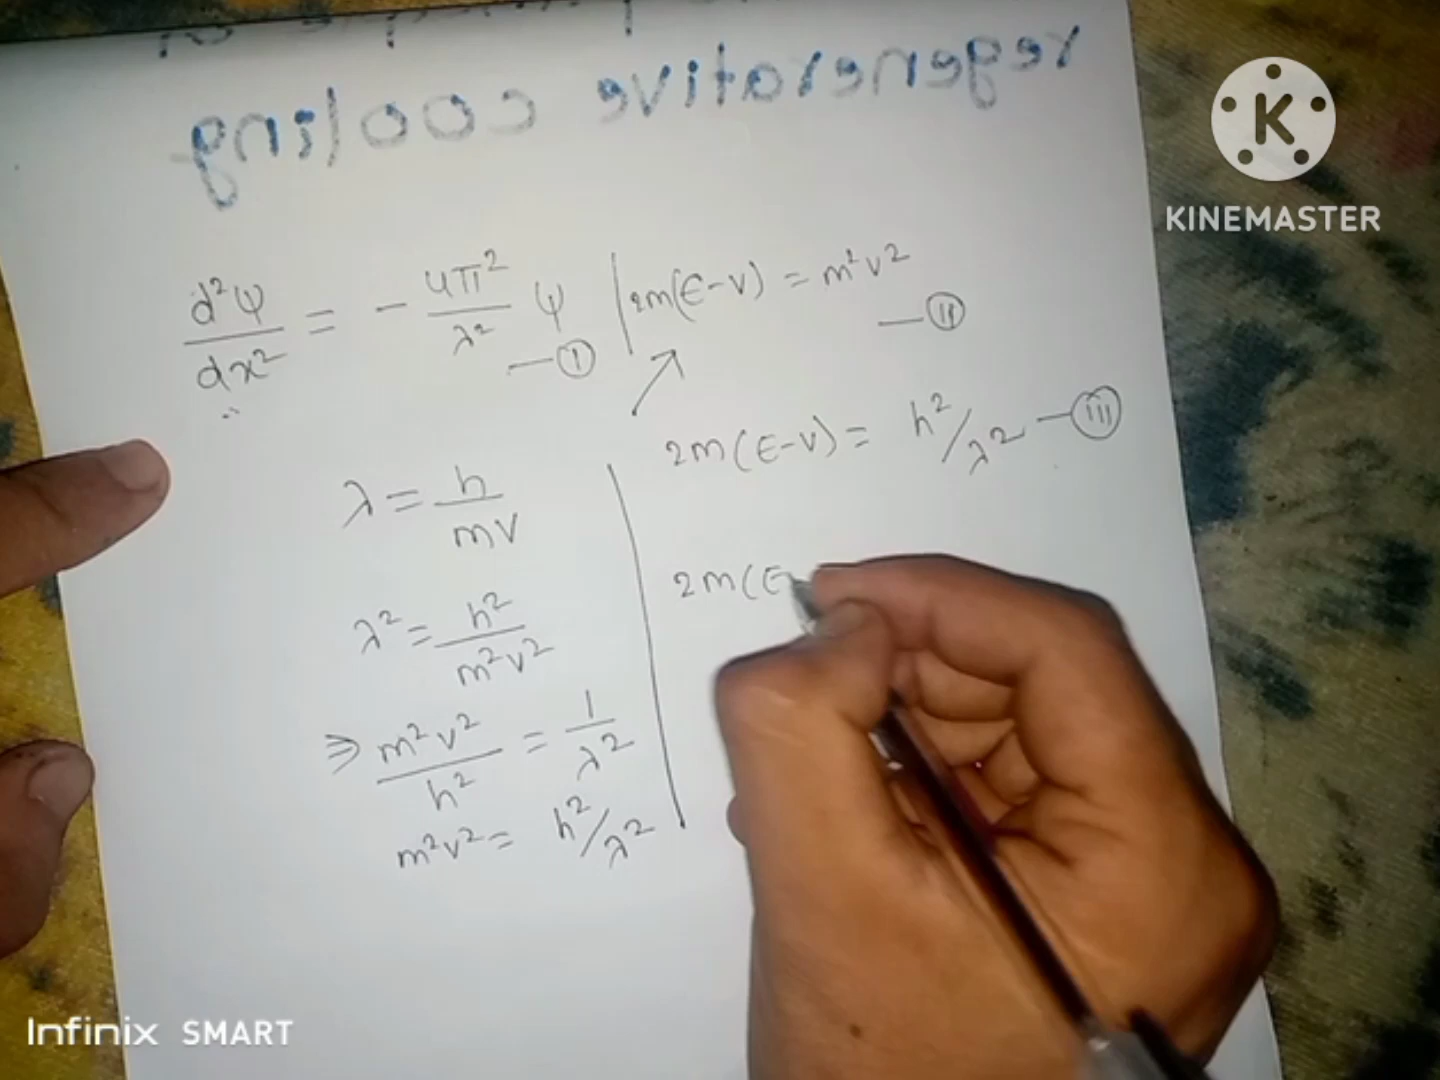 regenerative cooling
KINEMASTER
d²ψ/dx² = - 4π²/λ² ψ —(i)
2m(E-V) = m²v² —(ii)
2m(E-V) = h²/λ² —(iii)
λ = h/mv
λ² = h²/m²v²
⇒ m²v²/h² = 1/λ²
m²v² = h²/λ²
2m(E
Infinix SMART